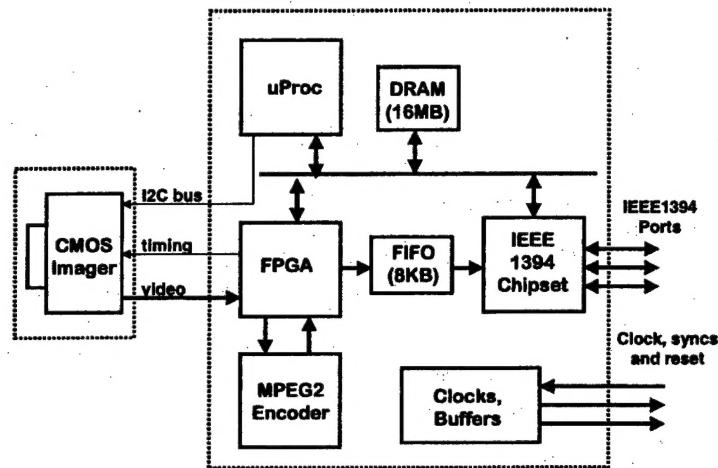 uProc
DRAM
(16MB)
I2C bus
CMOS
Imager
timing
video
FPGA
FIFO
(8KB)
IEEE
1394
Chipset
IEEE1394
Ports
MPEG2
Encoder
Clocks,
Buffers
Clock, syncs
and reset